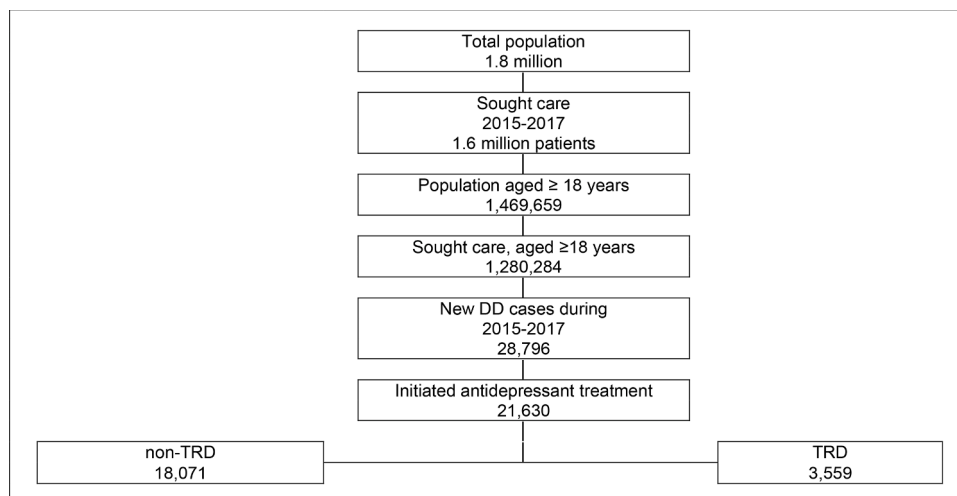 Total population
1.8 million
Sought care
2015-2017
1.6 million patients
Population aged ≥ 18 years
1,469,659
Sought care, aged ≥18 years
1,280,284
New DD cases during
2015-2017
28,796
Initiated antidepressant treatment
21,630
non-TRD
18,071
TRD
3,559